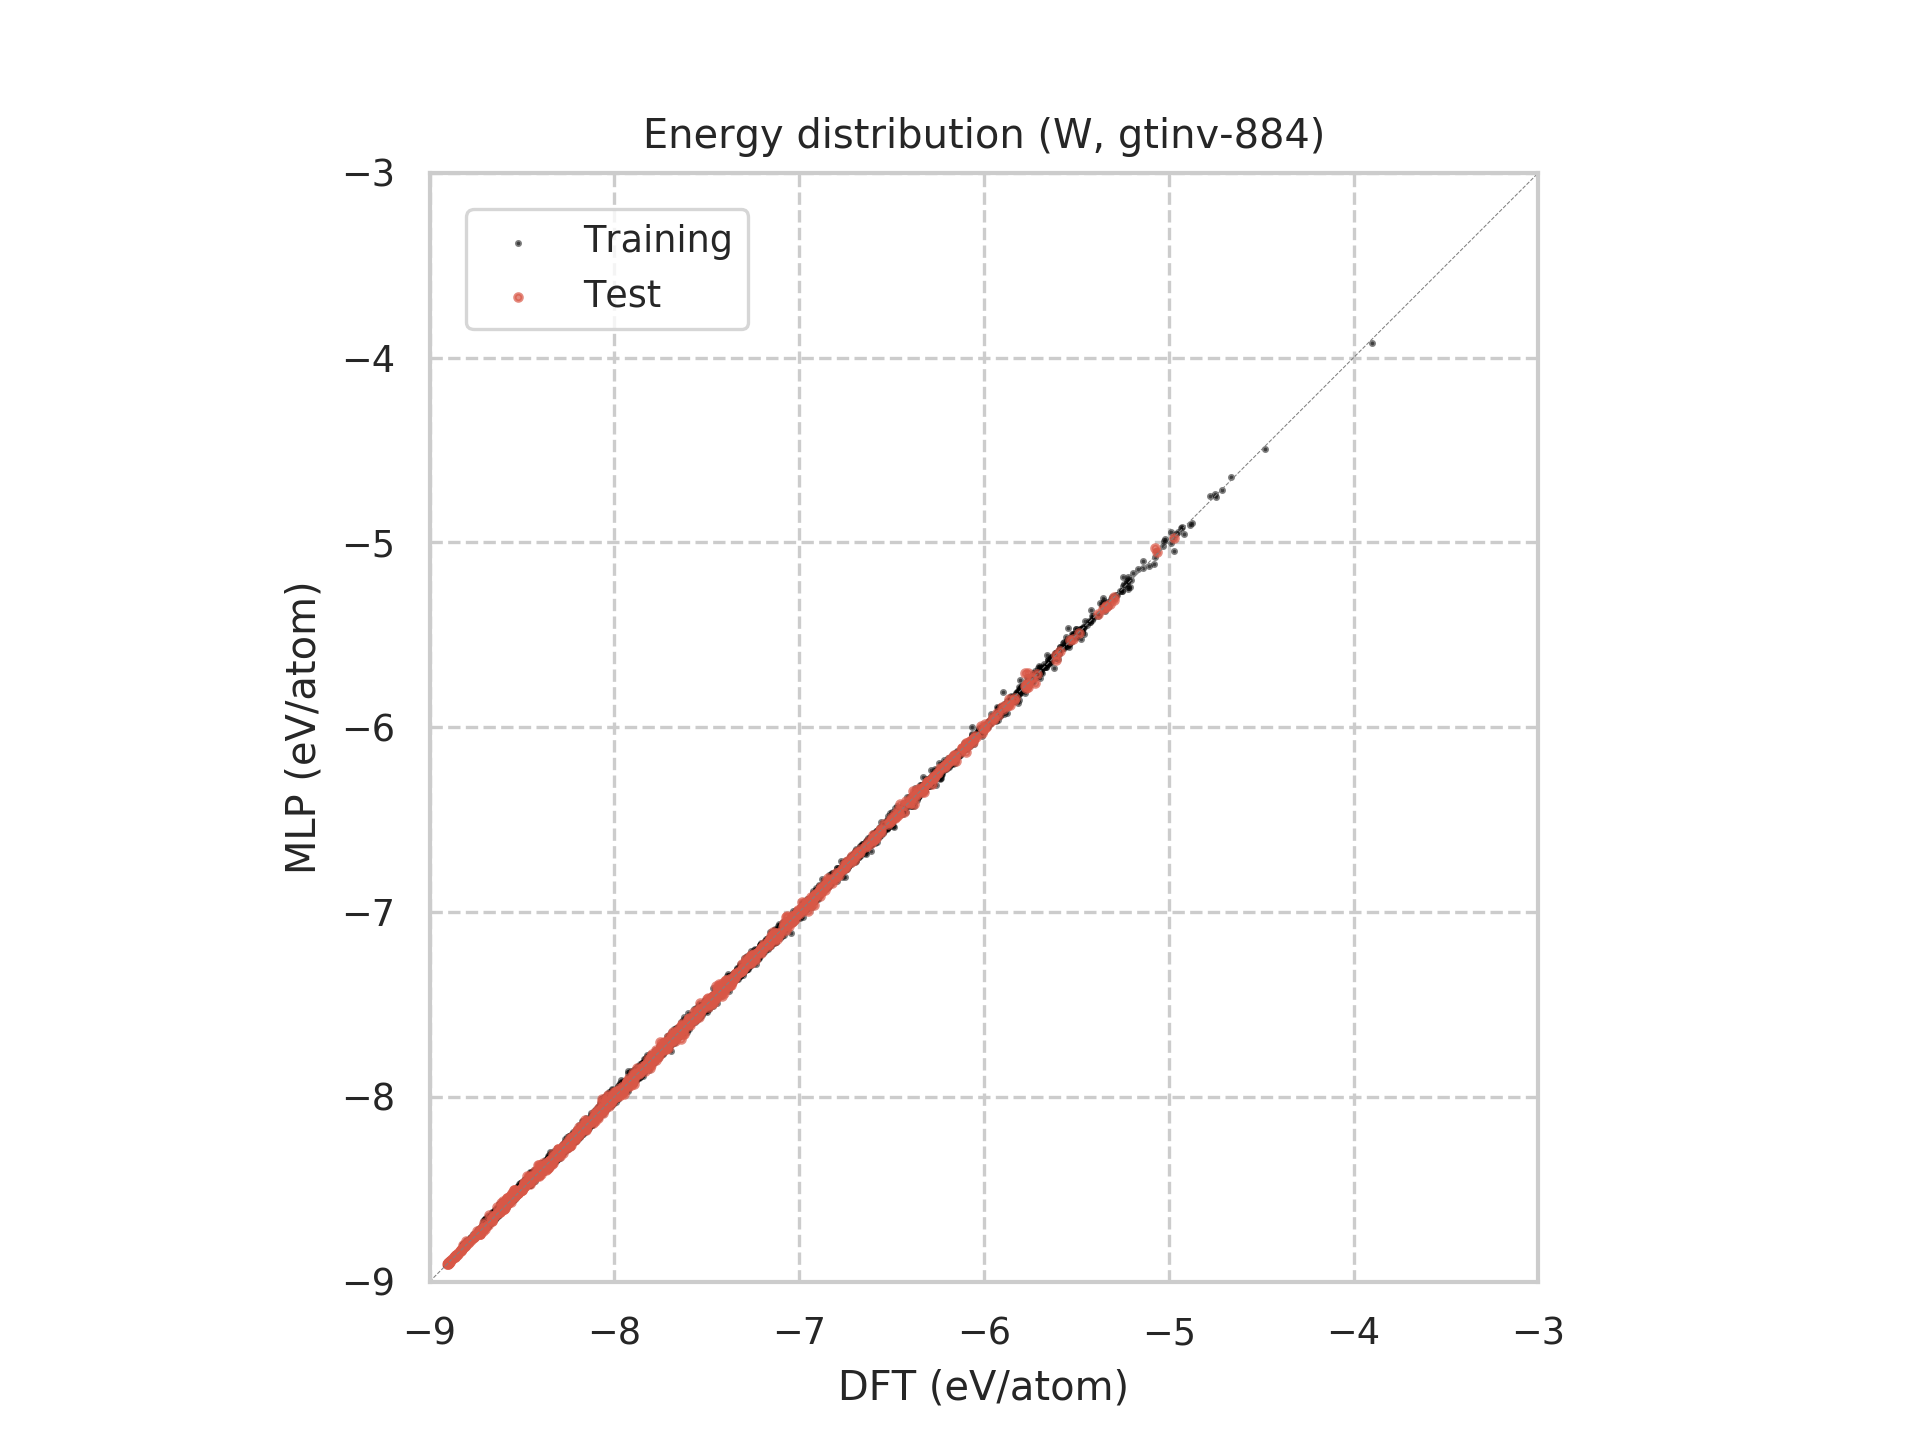 Energy distribution (W, gtinv-884)
Training
Test
MLP (eV/atom)
−3
−4
−5
−6
−7
−8
−9
−9 −8 −7 −6 −5 −4 −3
DFT (eV/atom)